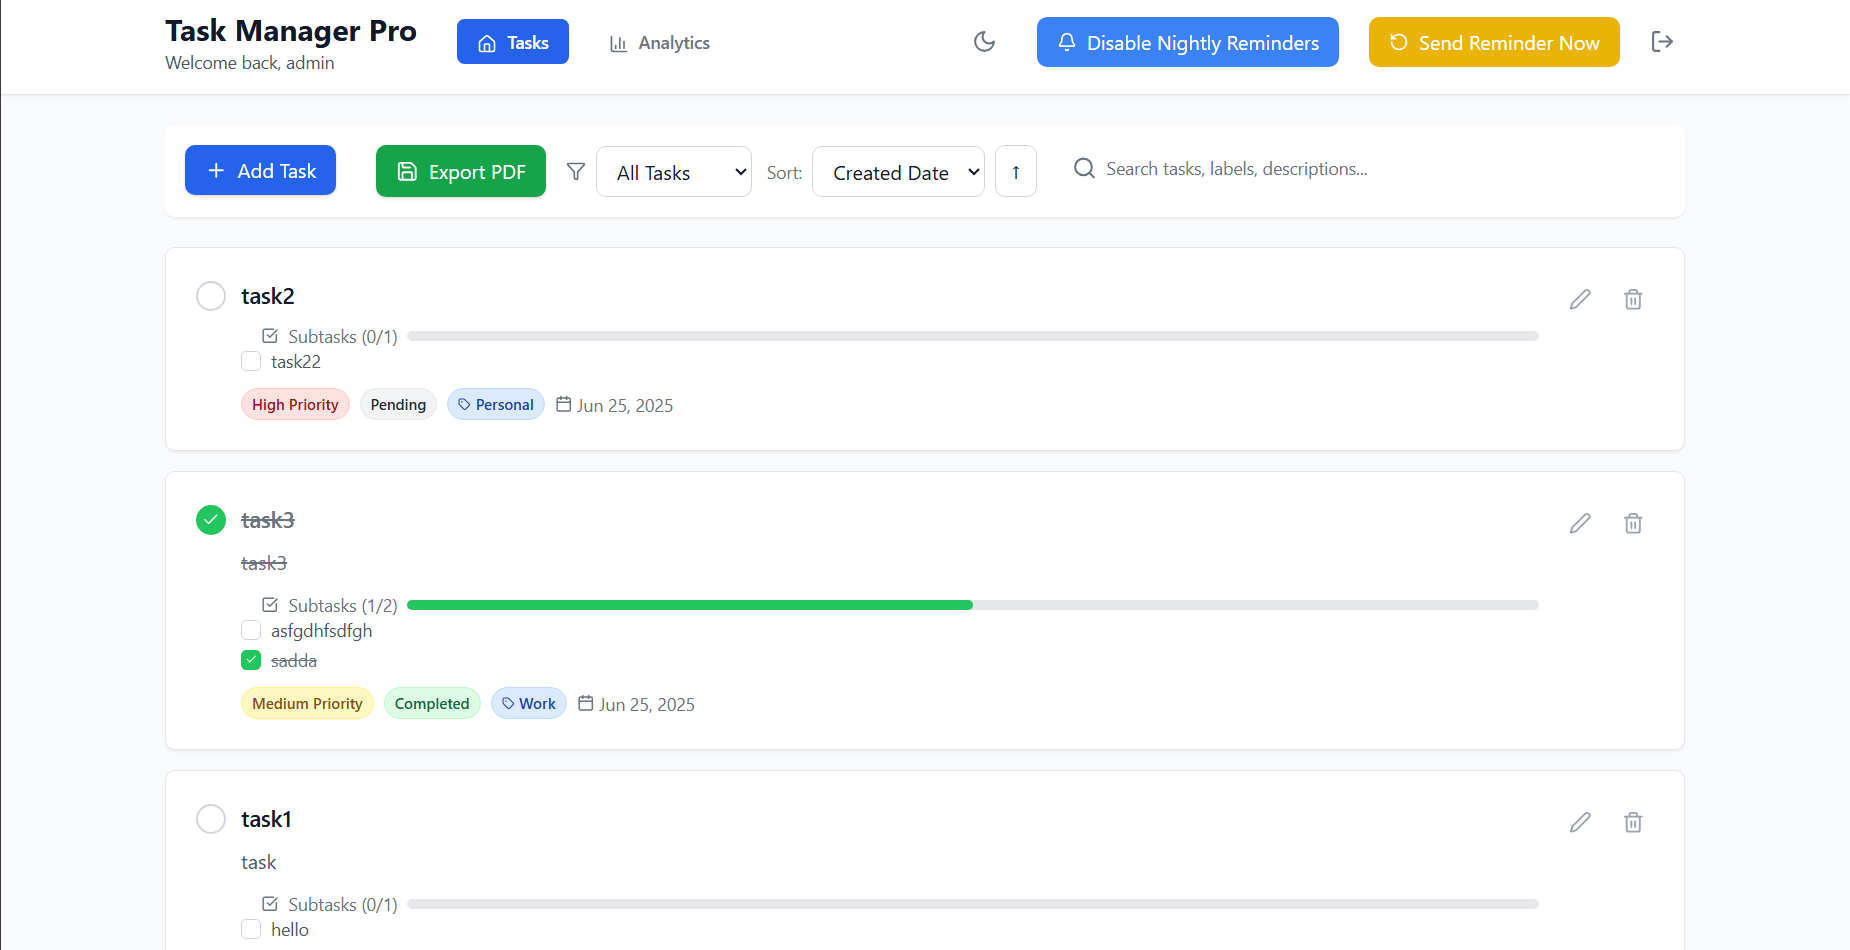 Task Manager Pro
Welcome back, admin
Tasks
Analytics
Disable Nightly Reminders
Send Reminder Now
Add Task
Export PDF
All Tasks
Sort:
Created Date
↑
Search tasks, labels, descriptions...
task2
Subtasks (0/1)
task22
High Priority
Pending
Personal
Jun 25, 2025
task3
task3
Subtasks (1/2)
asfgdhfsdfgh
sadda
Medium Priority
Completed
Work
Jun 25, 2025
task1
task
Subtasks (0/1)
hello